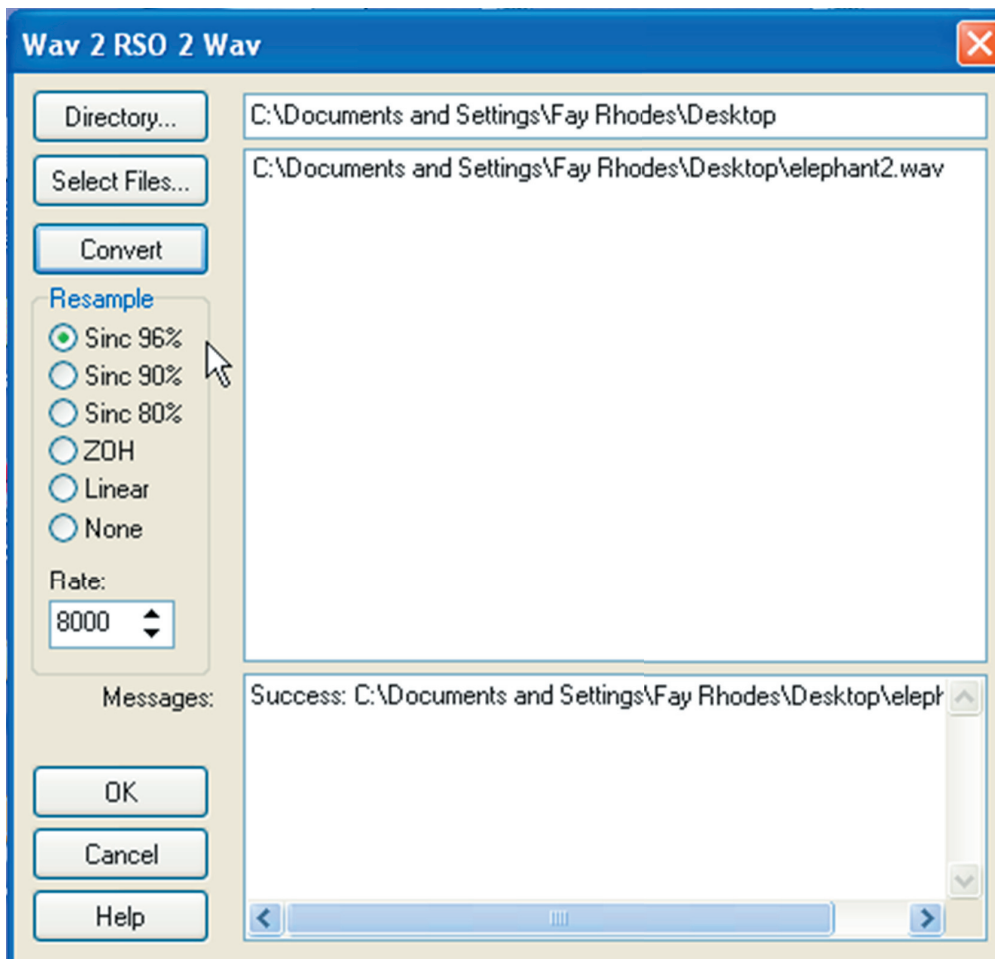 Wav 2 RSO 2 Wav
Directory...
C:\Documents and Settings\Fay Rhodes\Desktop
Select Files...
C:\Documents and Settings\Fay Rhodes\Desktop\elephant2.wav
Convert
Resample
Sinc 96%
Sinc 90%
Sinc 80%
ZOH
Linear
None
Rate:
8000
Messages:
Success: C:\Documents and Settings\Fay Rhodes\Desktop\eleph
OK
Cancel
Help